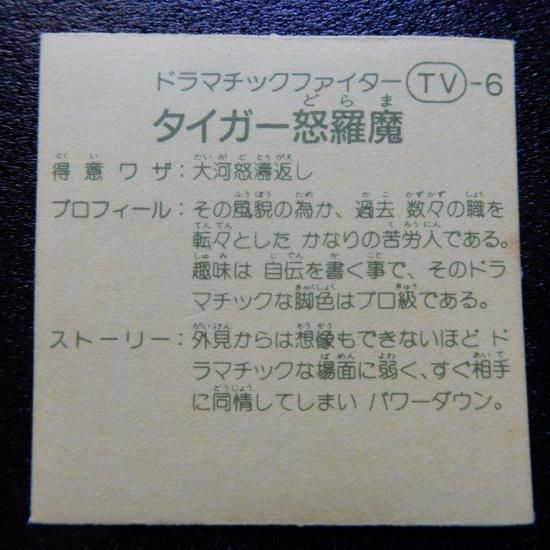 ドラマチックファイター TV-6
タイガー怒羅魔
得意ワザ：大河怒濤返し
プロフィール：その風貌の為か、過去 数々の職を
転々とした かなりの苦労人である。
趣味は 自伝を書く事で、そのドラ
マチックな脚色はプロ級である。
ストーリー：外見からは想像もできないほど ド
ラマチックな場面に弱く、すぐ相手
に同情してしまい パワーダウン。